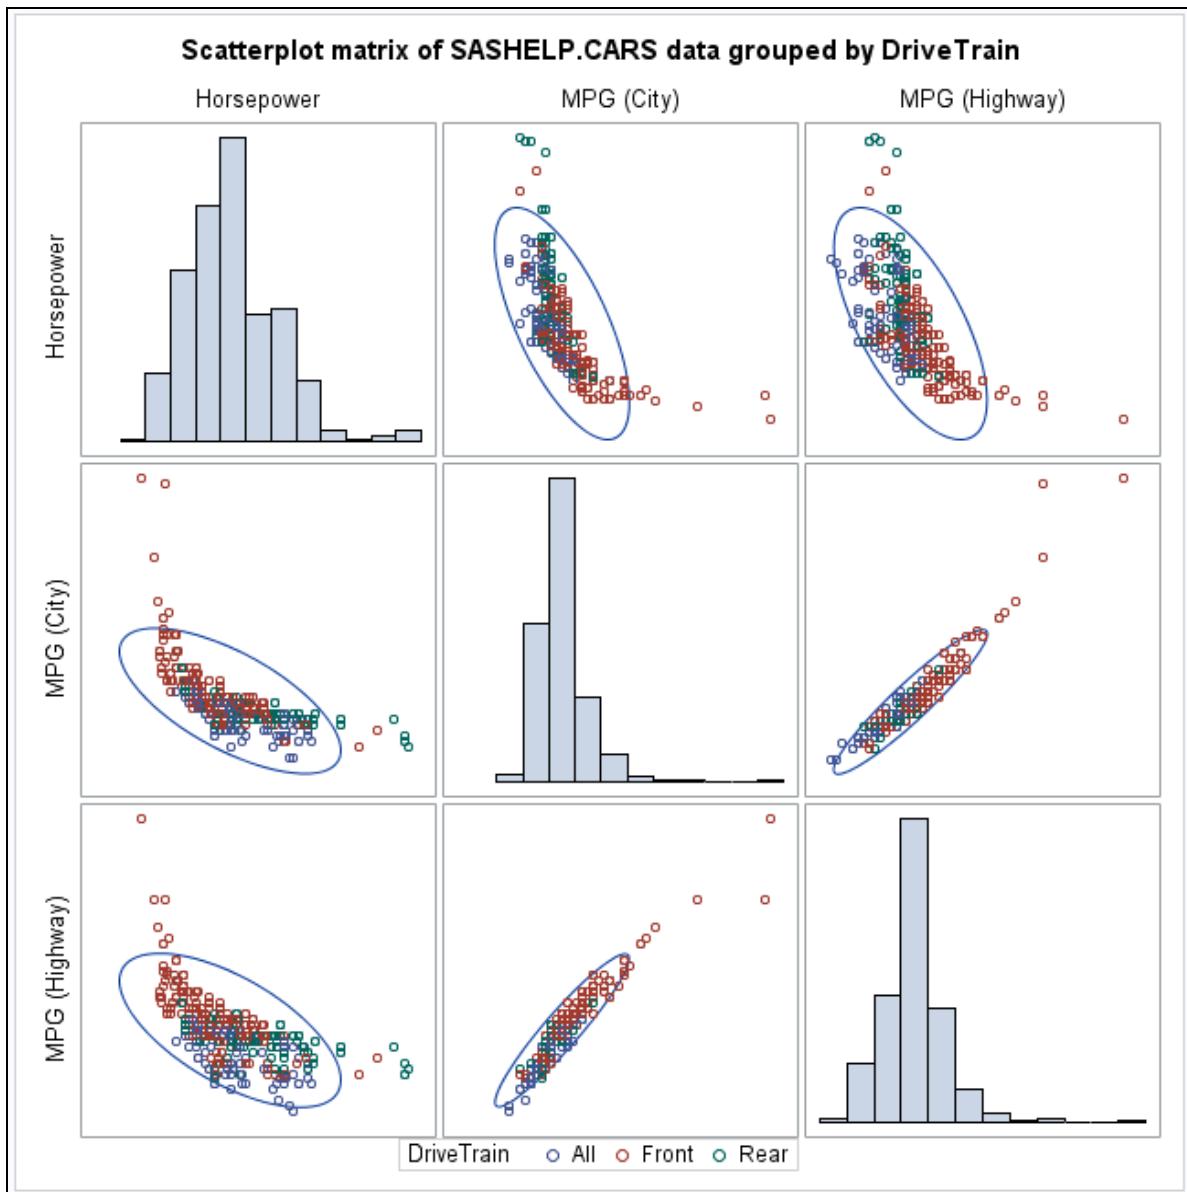 Scatterplot matrix of SASHELP.CARS data grouped by DriveTrain
Horsepower MPG (City) MPG (Highway)
Horsepower
MPG (City)
MPG (Highway)
DriveTrain All Front Rear